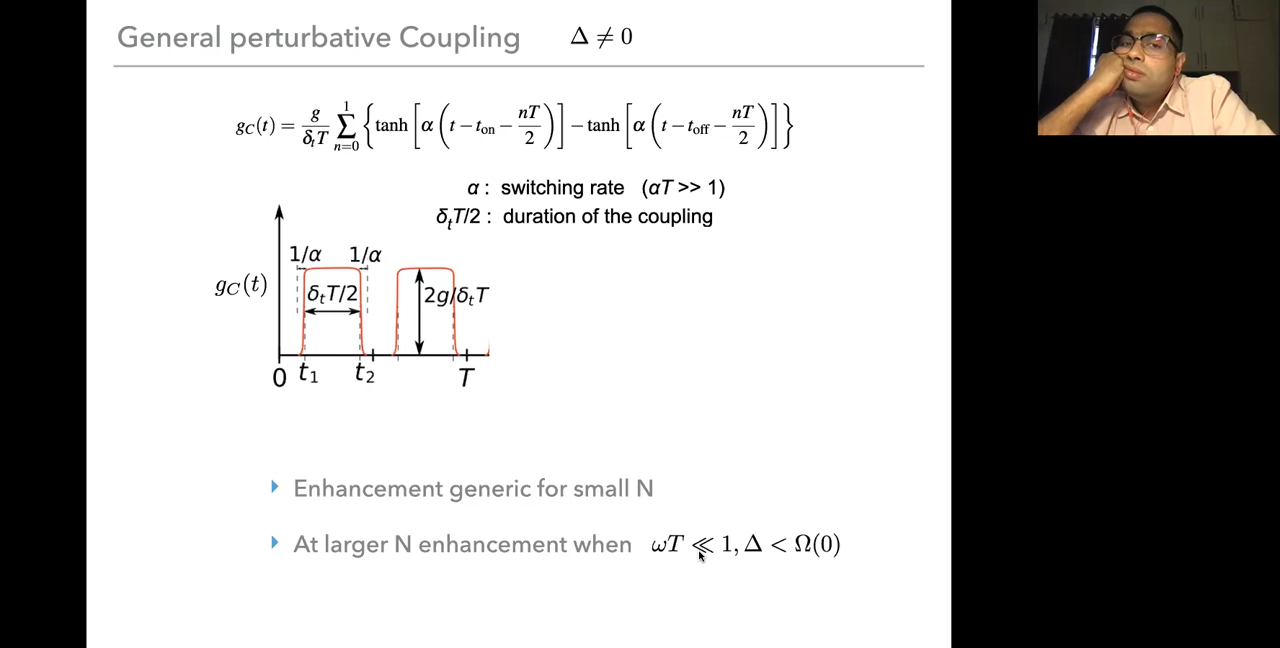 General perturbative Coupling Δ ≠ 0
g_C(t) = g/(δ_tT) ∑_{n=0}^{1} {tanh[α(t − t_on − nT/2)] − tanh[α(t − t_off − nT/2)]}
α : switching rate (αT >> 1)
δ_tT/2 : duration of the coupling
1/α 1/α
g_C(t) δ_tT/2 2g/δ_tT
0 t_1 t_2 T
Enhancement generic for small N
At larger N enhancement when ωT ≪ 1, Δ < Ω(0)